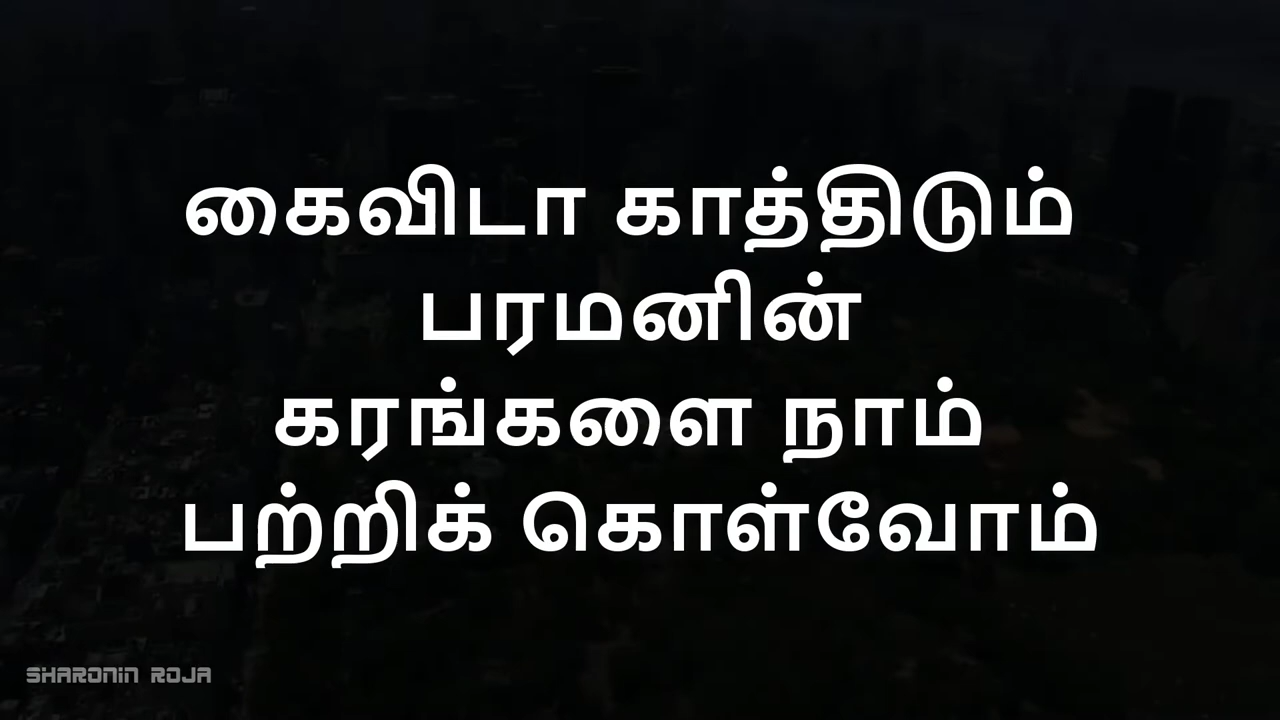 கைவிடா காத்திடும்
பரமனின்
கரங்களை நாம்
பற்றிக் கொள்வோம்
SHARONIN ROJA